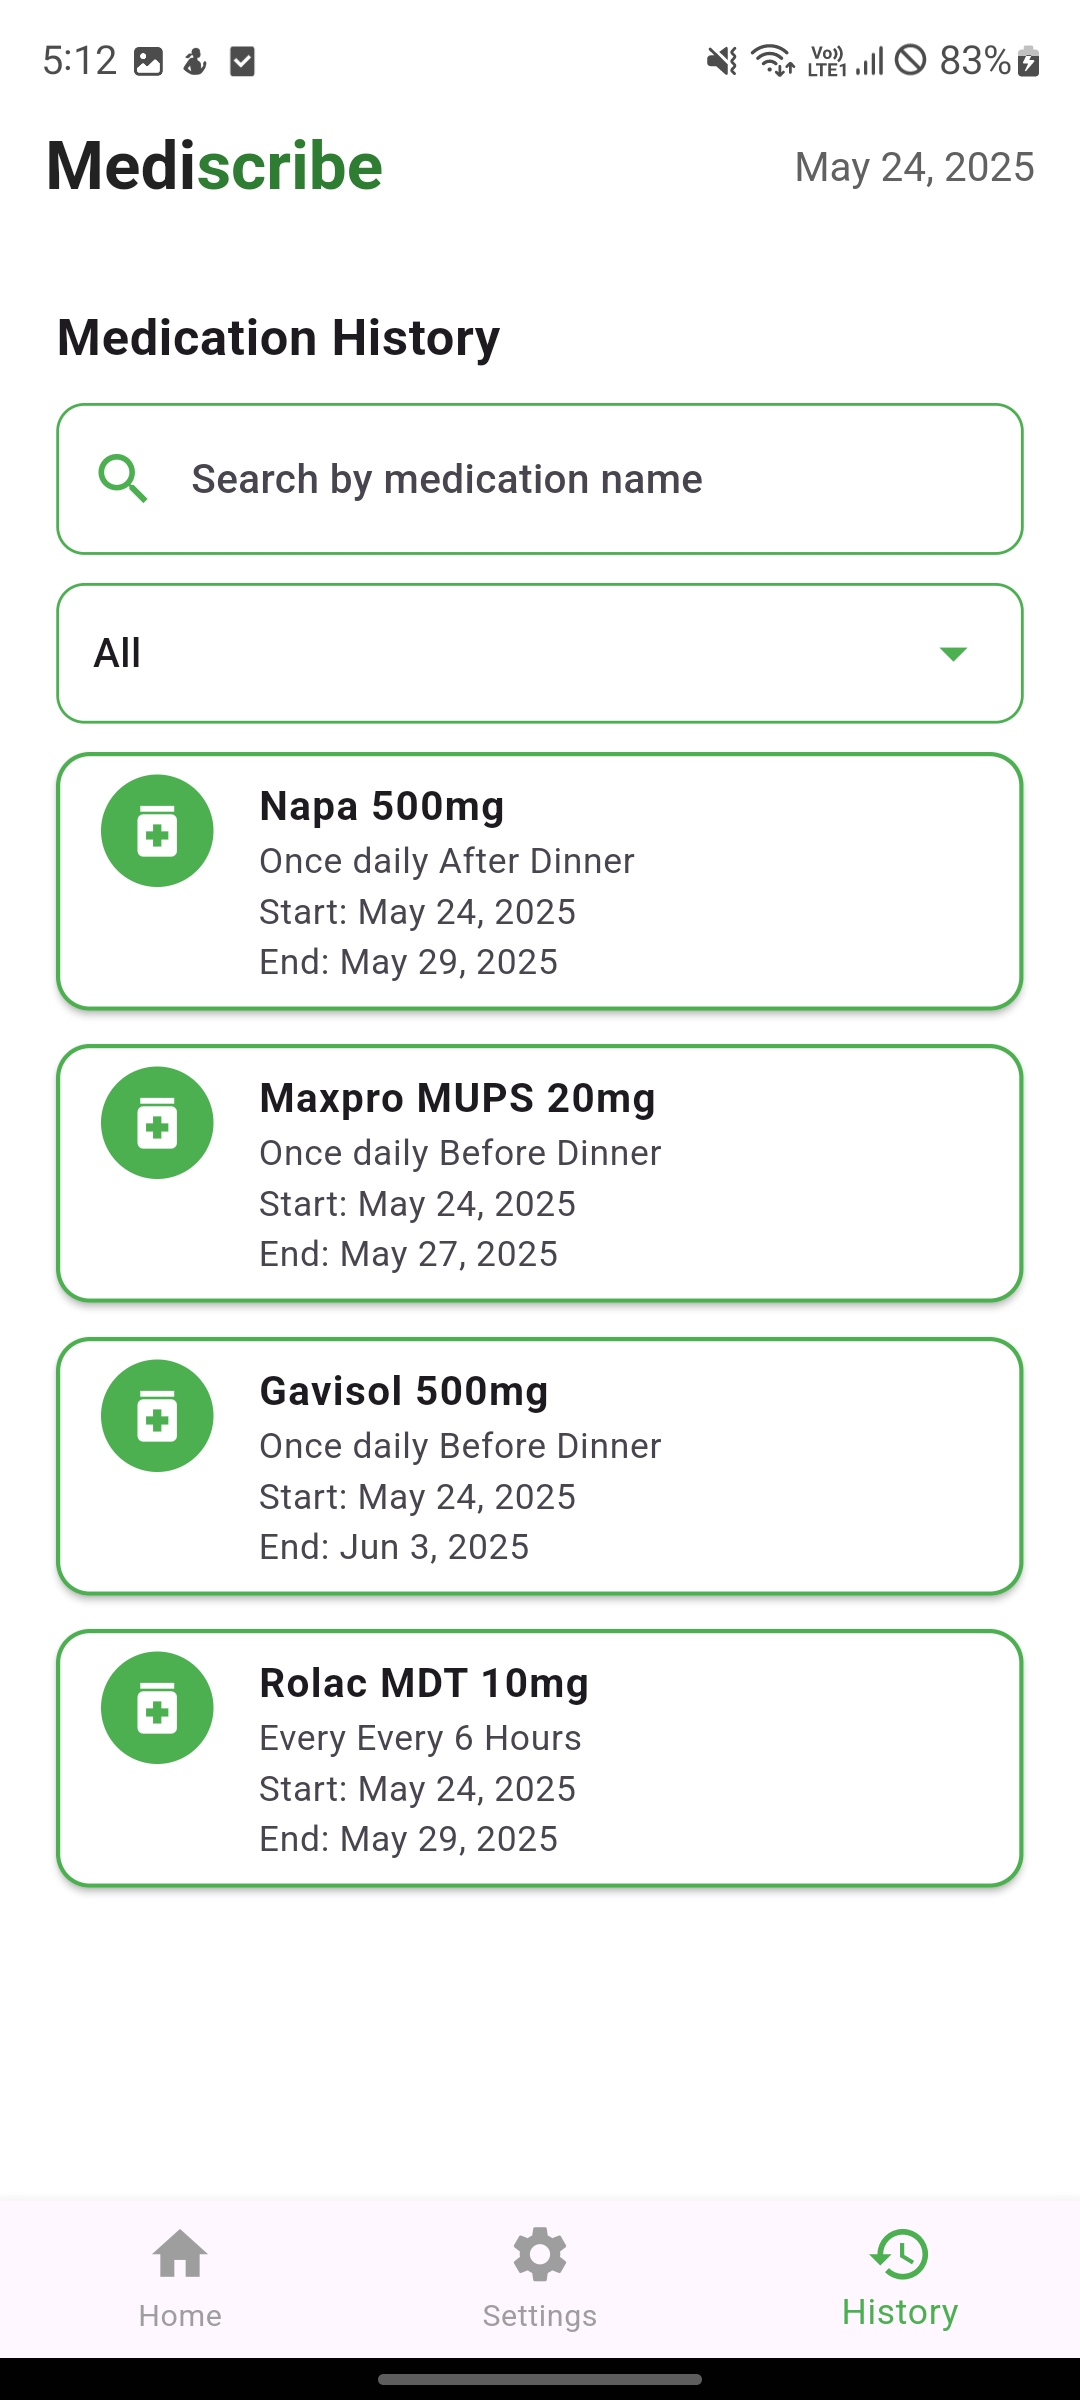 5:12 Vo)) LTE1 83%
Mediscribe May 24, 2025
Medication History
Search by medication name
All
Napa 500mg
Once daily After Dinner
Start: May 24, 2025
End: May 29, 2025
Maxpro MUPS 20mg
Once daily Before Dinner
Start: May 24, 2025
End: May 27, 2025
Gavisol 500mg
Once daily Before Dinner
Start: May 24, 2025
End: Jun 3, 2025
Rolac MDT 10mg
Every Every 6 Hours
Start: May 24, 2025
End: May 29, 2025
Home Settings History